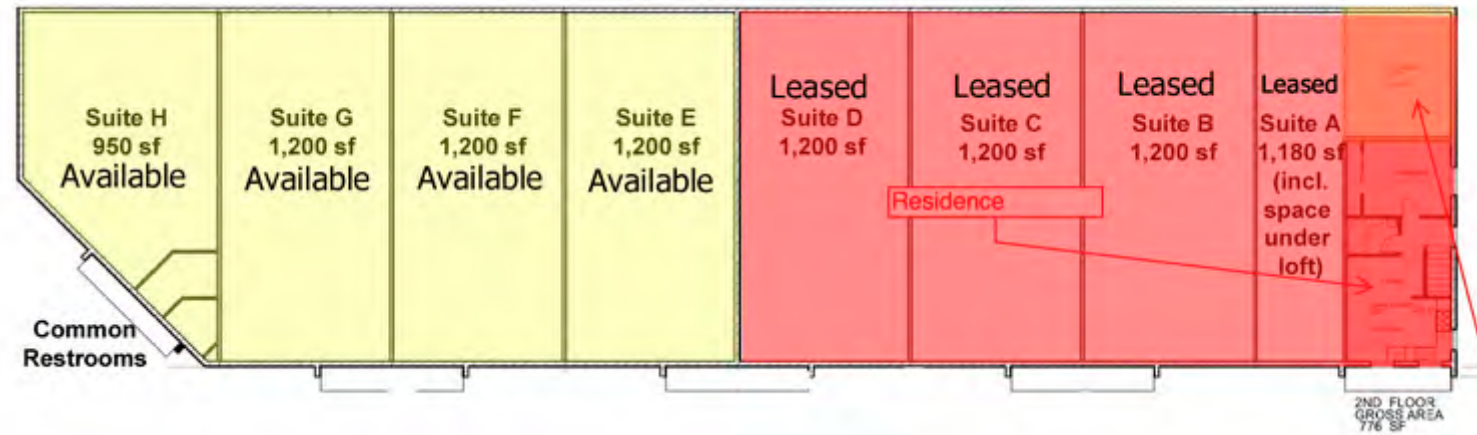 Suite H
950 sf
Available
Suite G
1,200 sf
Available
Suite F
1,200 sf
Available
Suite E
1,200 sf
Available
Leased
Suite D
1,200 sf
Leased
Suite C
1,200 sf
Leased
Suite B
1,200 sf
Leased
Suite A
1,180 sf
(incl.
space
under
loft)
Residence
Common
Restrooms
2ND FLOOR
GROSS AREA
776 SF